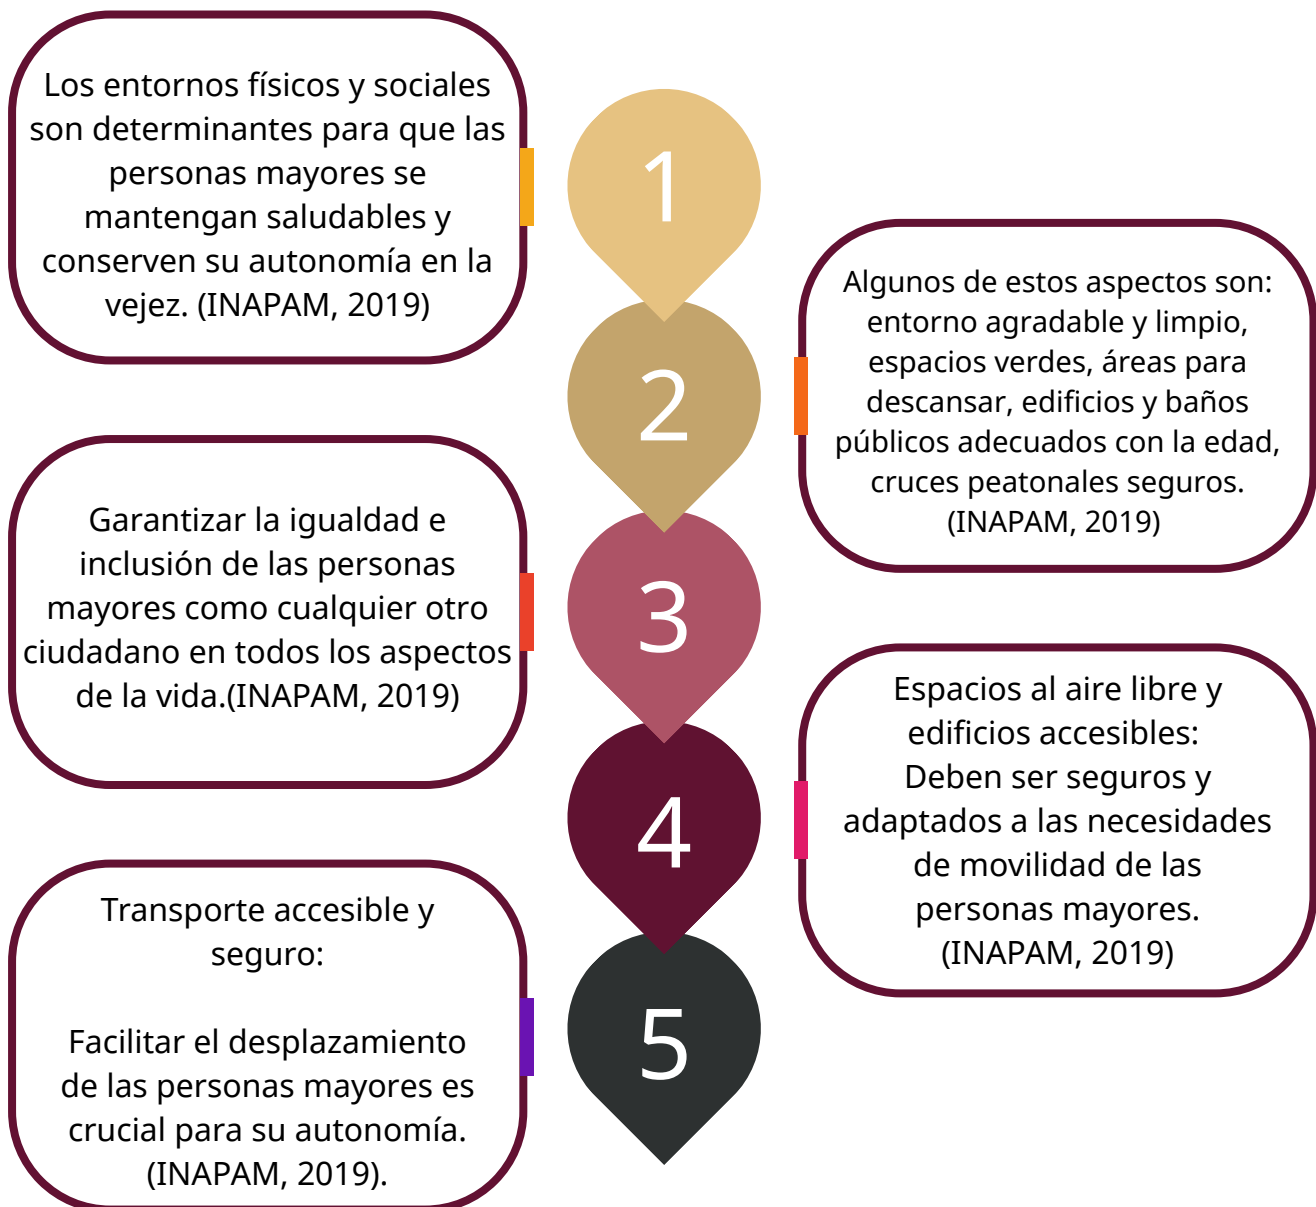 Los entornos físicos y sociales
son determinantes para que las
personas mayores se
mantengan saludables y
conserven su autonomía en la
vejez. (INAPAM, 2019)
1
Algunos de estos aspectos son:
entorno agradable y limpio,
espacios verdes, áreas para
descansar, edificios y baños
públicos adecuados con la edad,
cruces peatonales seguros.
(INAPAM, 2019)
2
Garantizar la igualdad e
inclusión de las personas
mayores como cualquier otro
ciudadano en todos los aspectos
de la vida.(INAPAM, 2019)
3
Espacios al aire libre y
edificios accesibles:
Deben ser seguros y
adaptados a las necesidades
de movilidad de las
personas mayores.
(INAPAM, 2019)
4
Transporte accesible y
seguro:
Facilitar el desplazamiento
de las personas mayores es
crucial para su autonomía.
(INAPAM, 2019).
5